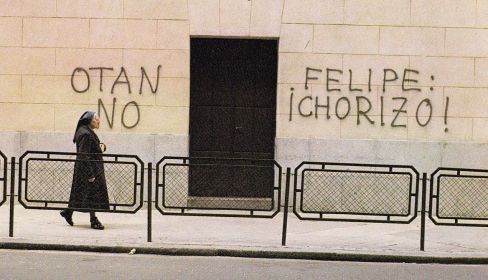 OTAN
NO
FELIPE:
¡CHORIZO!